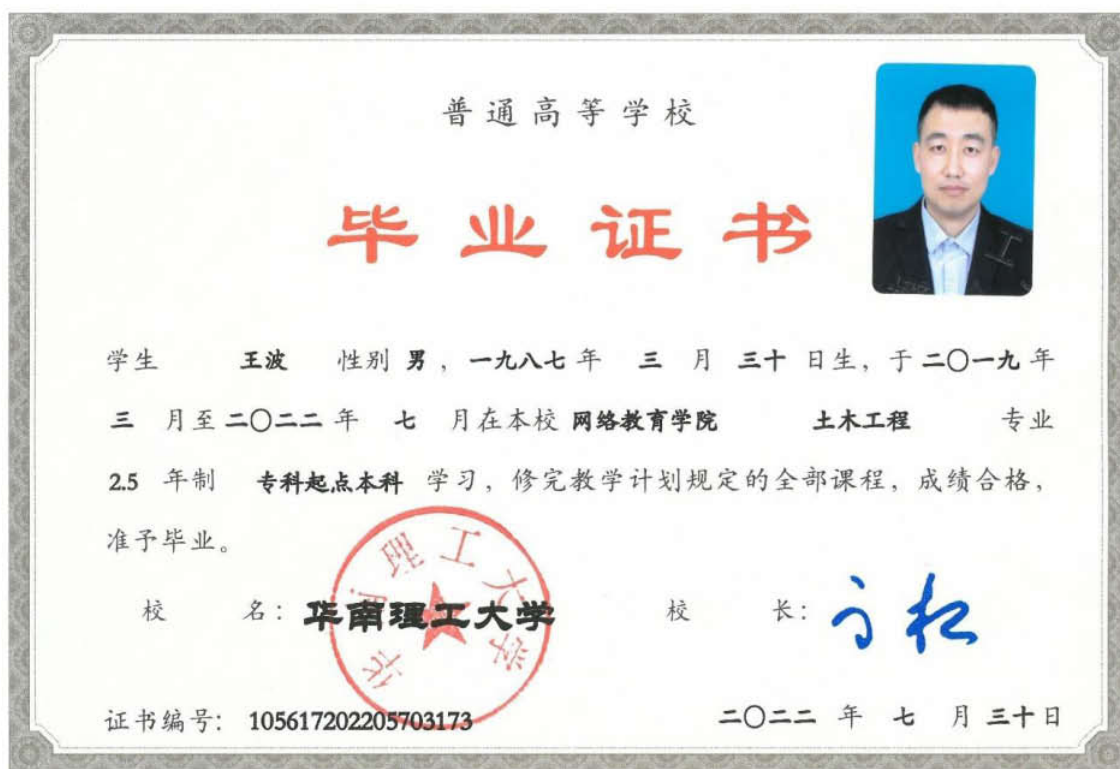 普通高等学校
毕业证书
学生 王波 性别 男，一九八七年 三 月 三十 日生，于二〇一九年
三 月至二〇二二年 七 月在本校 网络教育学院 土木工程 专业
2.5 年制 专科起点本科 学习，修完教学计划规定的全部课程，成绩合格，
准予毕业。
校 名：华南理工大学 校 长：
华南理工大学
证书编号：105617202205703173 二〇二二 年 七 月 三十日